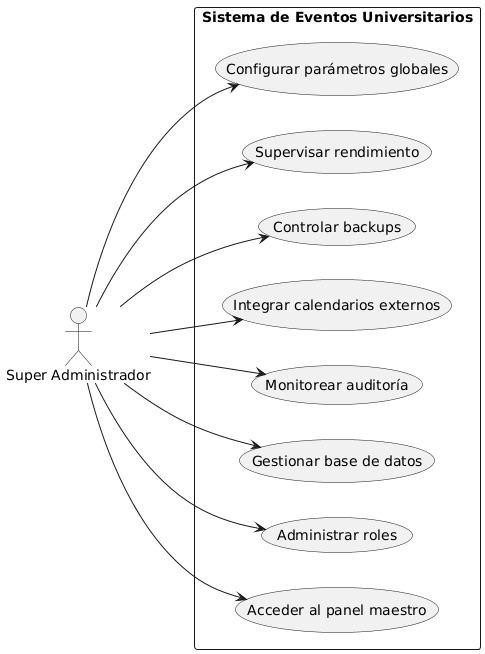 Sistema de Eventos Universitarios
Configurar parámetros globales
Supervisar rendimiento
Controlar backups
Integrar calendarios externos
Super Administrador
Monitorear auditoría
Gestionar base de datos
Administrar roles
Acceder al panel maestro